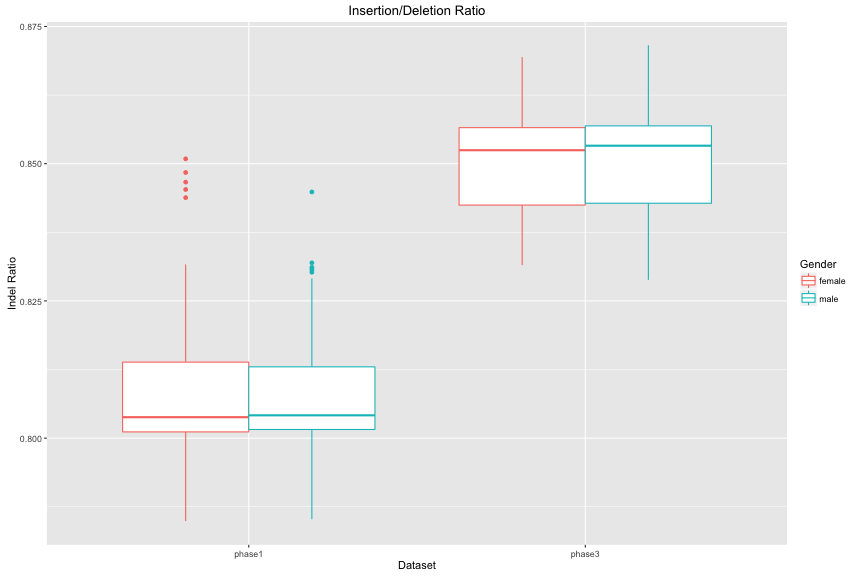 Insertion/Deletion Ratio
0.875
0.850
0.825
0.800
Indel Ratio
phase1
phase3
Dataset
Gender
female
male